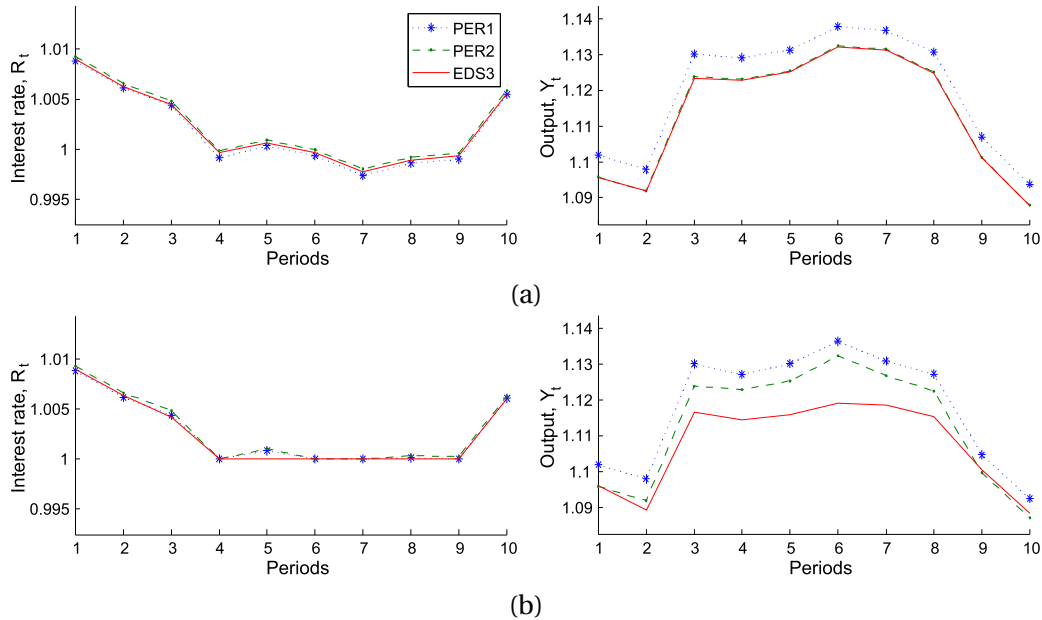 PER1
PER2
EDS3
Interest rate, R_t
1.01
1.005
1
0.995
1 2 3 4 5 6 7 8 9 10
Periods
Output, Y_t
1.14
1.13
1.12
1.11
1.1
1.09
1 2 3 4 5 6 7 8 9 10
Periods
(a)
Interest rate, R_t
1.01
1.005
1
0.995
1 2 3 4 5 6 7 8 9 10
Periods
Output, Y_t
1.14
1.13
1.12
1.11
1.1
1.09
1 2 3 4 5 6 7 8 9 10
Periods
(b)